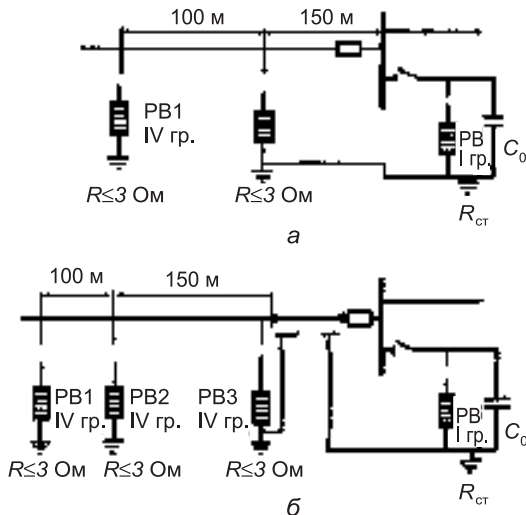 100 м 150 м
РВ1
IV гр.
РВ
I гр.
C₀
R≤3 Ом R≤3 Ом
Rст
а
100 м 150 м
РВ1
IV гр.
РВ2
IV гр.
РВ3
IV гр.
РВ
I гр.
C₀
R≤3 Ом R≤3 Ом R≤3 Ом
Rст
б